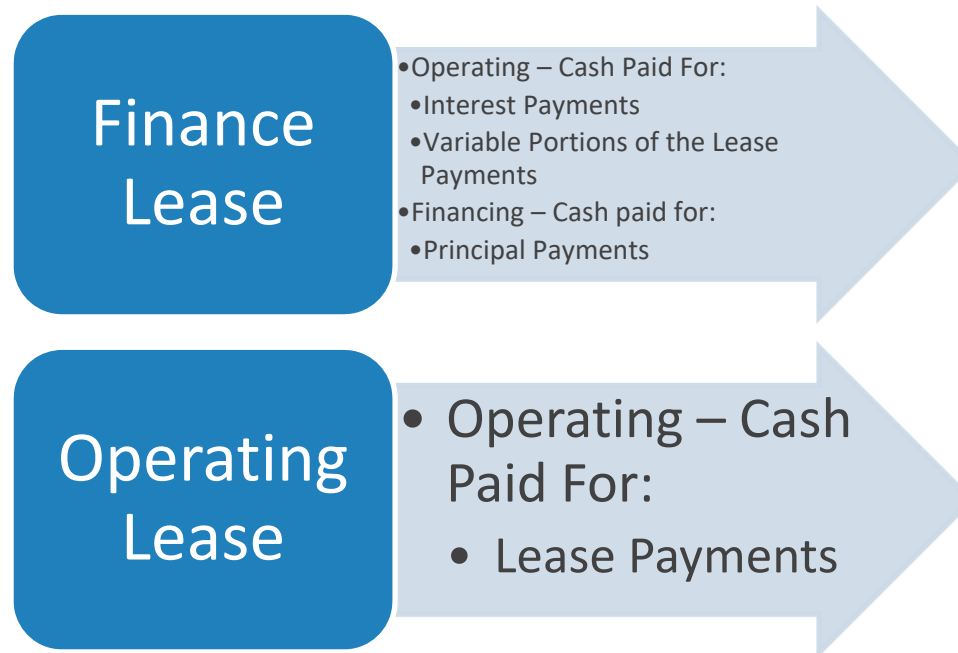 Finance
Lease
•Operating – Cash Paid For:
•Interest Payments
•Variable Portions of the Lease
Payments
•Financing – Cash paid for:
•Principal Payments
Operating
Lease
• Operating – Cash
Paid For:
• Lease Payments